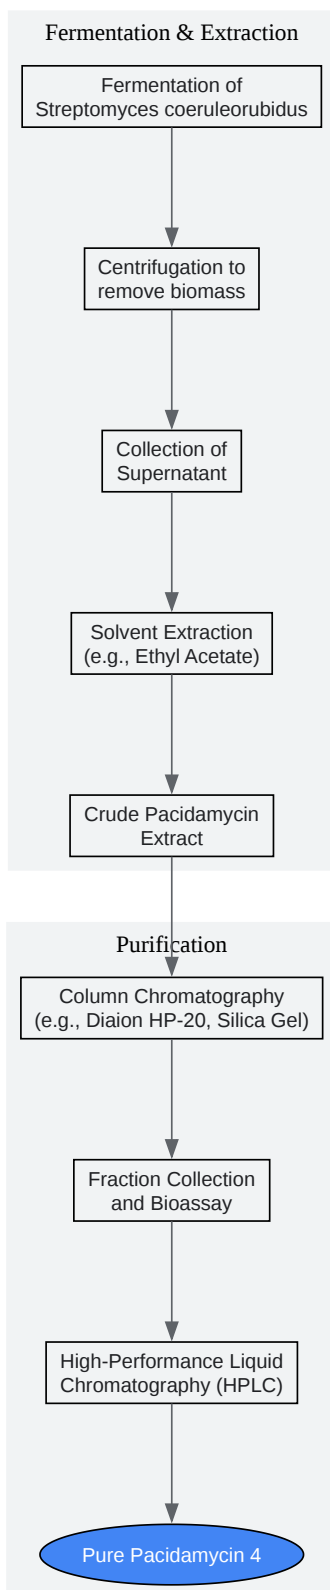 Fermentation & Extraction
Fermentation of
Streptomyces coeruleorubidus
Centrifugation to
remove biomass
Collection of
Supernatant
Solvent Extraction
(e.g., Ethyl Acetate)
Crude Pacidamycin
Extract
Purification
Column Chromatography
(e.g., Diaion HP-20, Silica Gel)
Fraction Collection
and Bioassay
High-Performance Liquid
Chromatography (HPLC)
Pure Pacidamycin 4